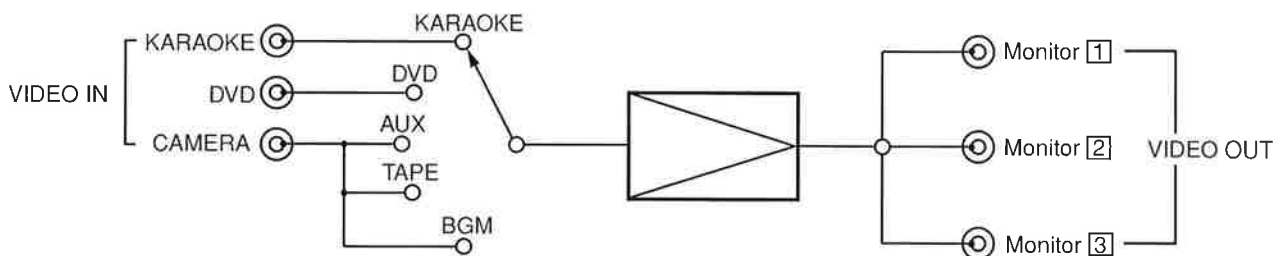 VIDEO IN
KARAOKE
DVD
CAMERA
KARAOKE
DVD
AUX
TAPE
BGM
Monitor 1
Monitor 2
Monitor 3
VIDEO OUT